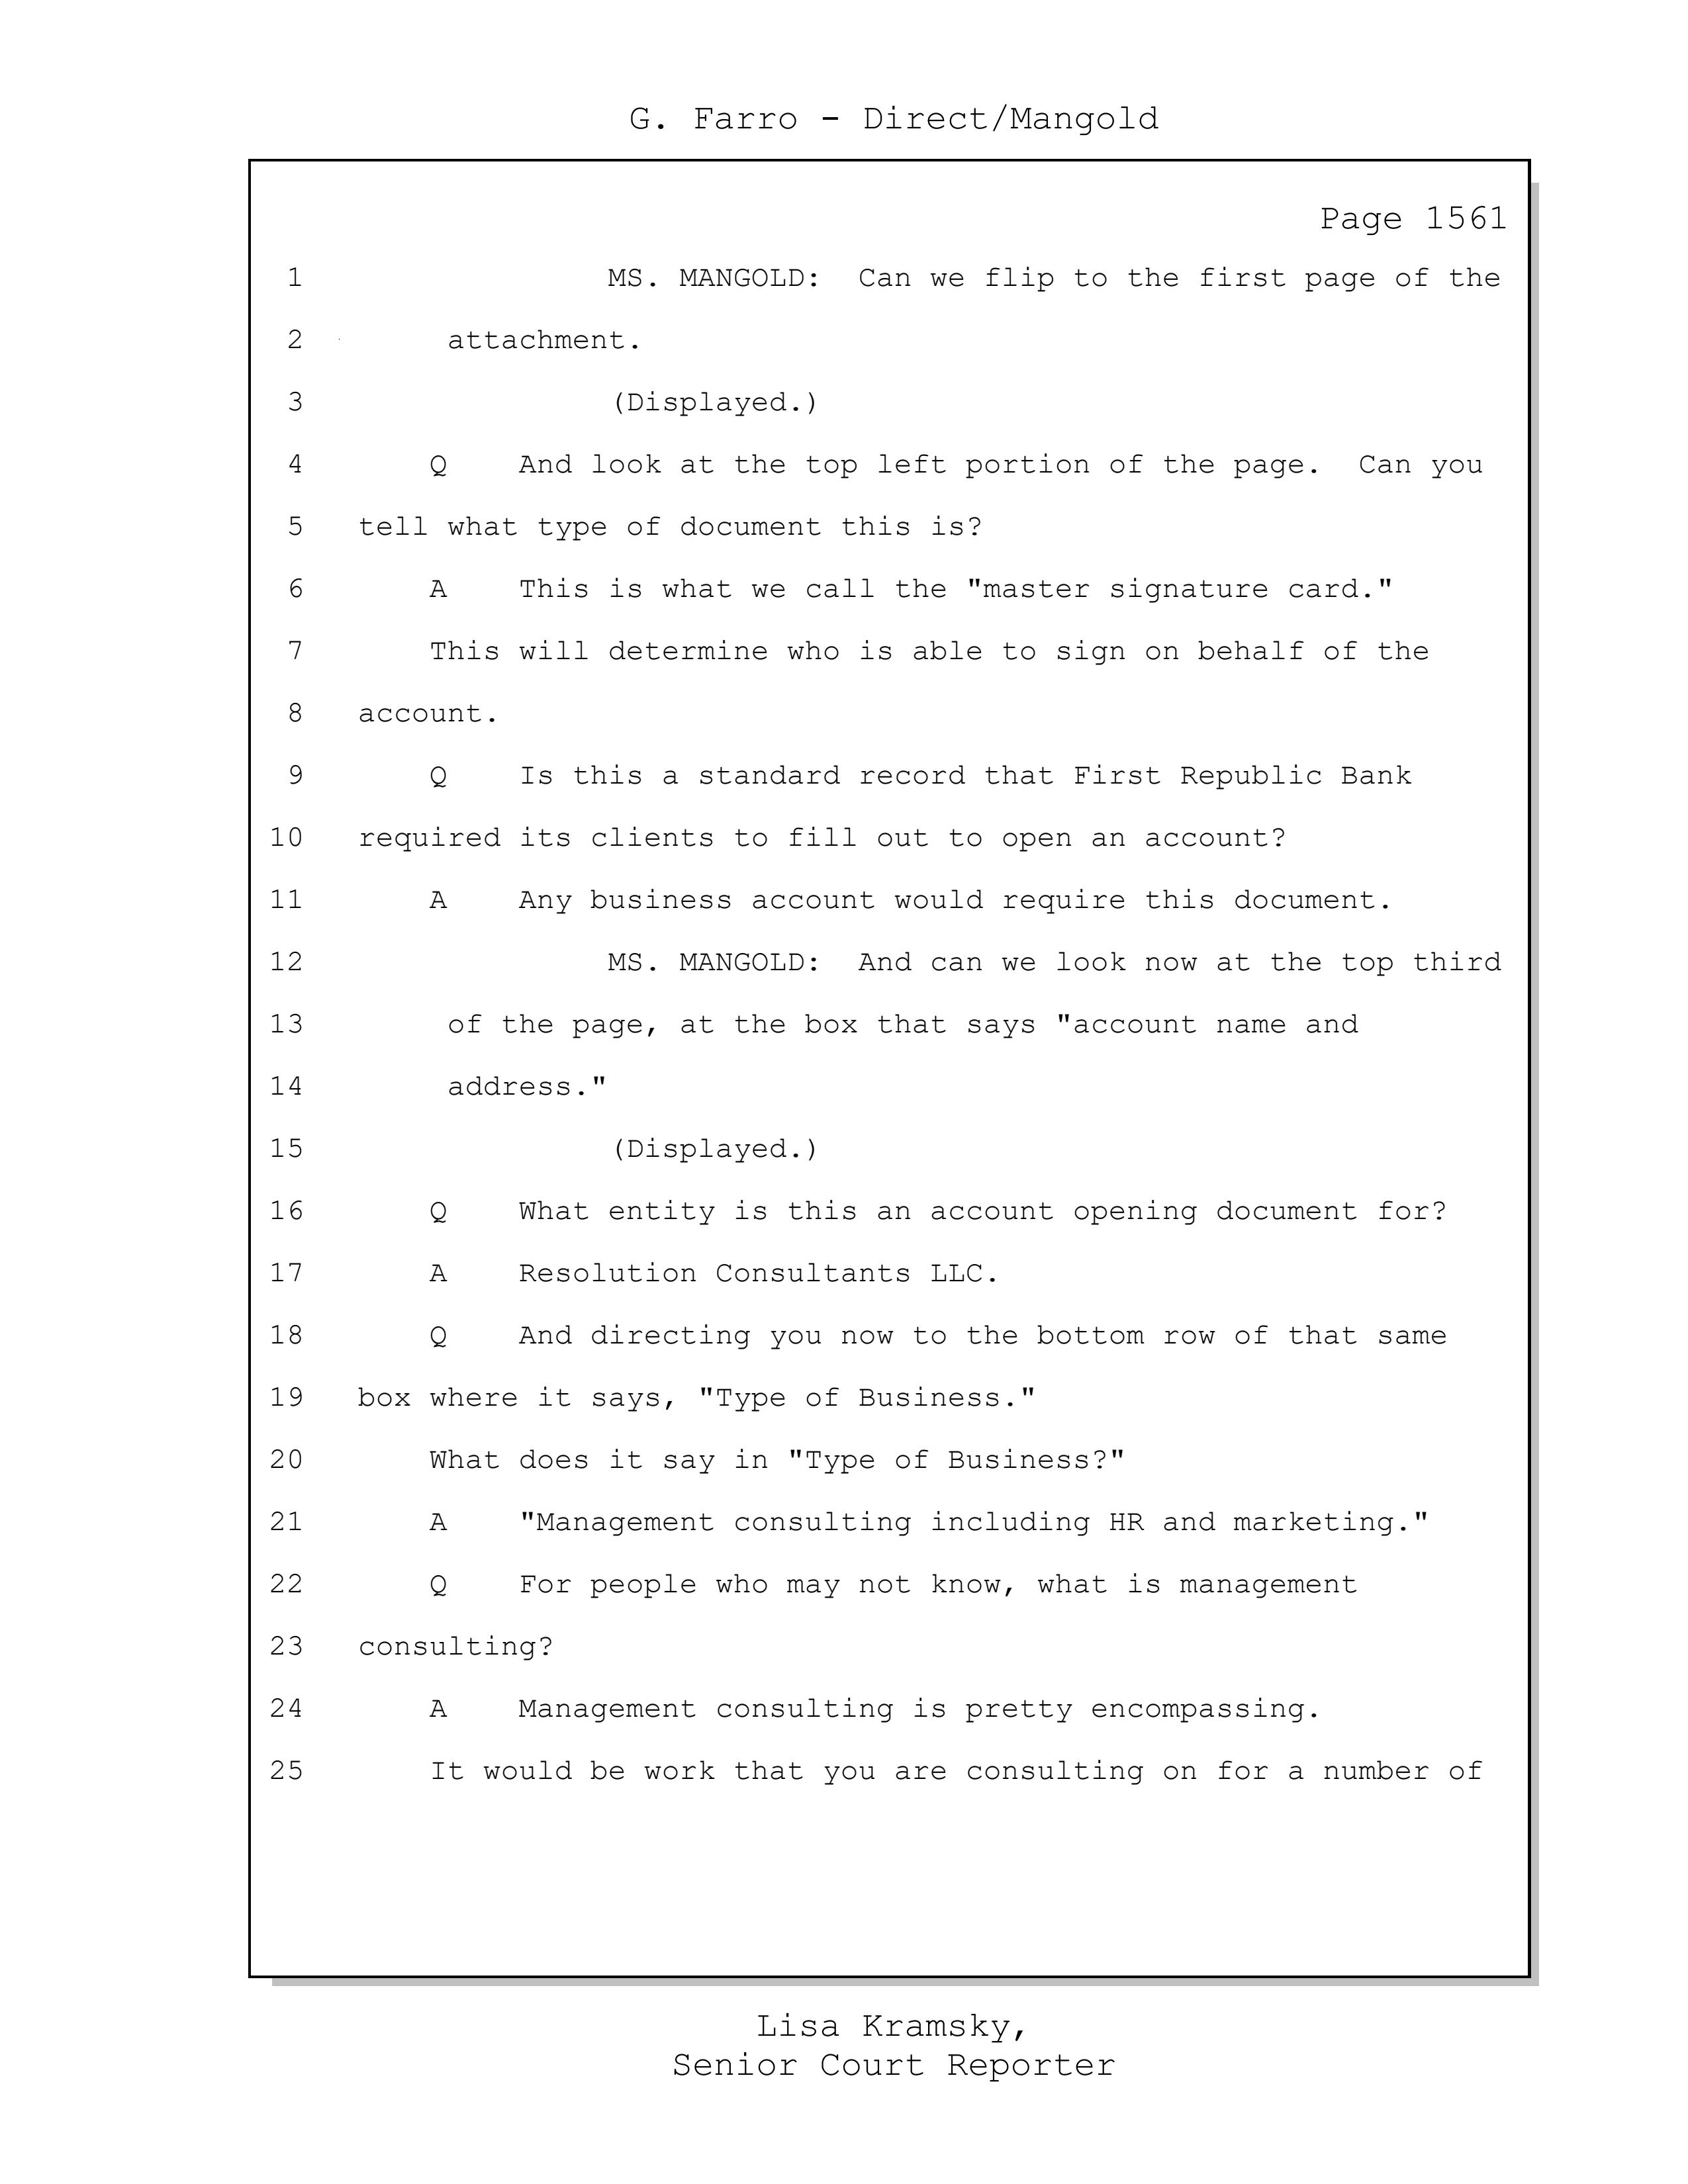 G. Farro - Direct/Mangold
Page 1561
1 MS. MANGOLD: Can we flip to the first page of the
2 attachment.
3 (Displayed.)
4 Q And look at the top left portion of the page. Can you
5 tell what type of document this is?
6 A This is what we call the "master signature card."
7 This will determine who is able to sign on behalf of the
8 account.
9 Q Is this a standard record that First Republic Bank
10 required its clients to fill out to open an account?
11 A Any business account would require this document.
12 MS. MANGOLD: And can we look now at the top third
13 of the page, at the box that says "account name and
14 address."
15 (Displayed.)
16 Q What entity is this an account opening document for?
17 A Resolution Consultants LLC.
18 Q And directing you now to the bottom row of that same
19 box where it says, "Type of Business."
20 What does it say in "Type of Business?"
21 A "Management consulting including HR and marketing."
22 Q For people who may not know, what is management
23 consulting?
24 A Management consulting is pretty encompassing.
25 It would be work that you are consulting on for a number of
Lisa Kramsky,
Senior Court Reporter